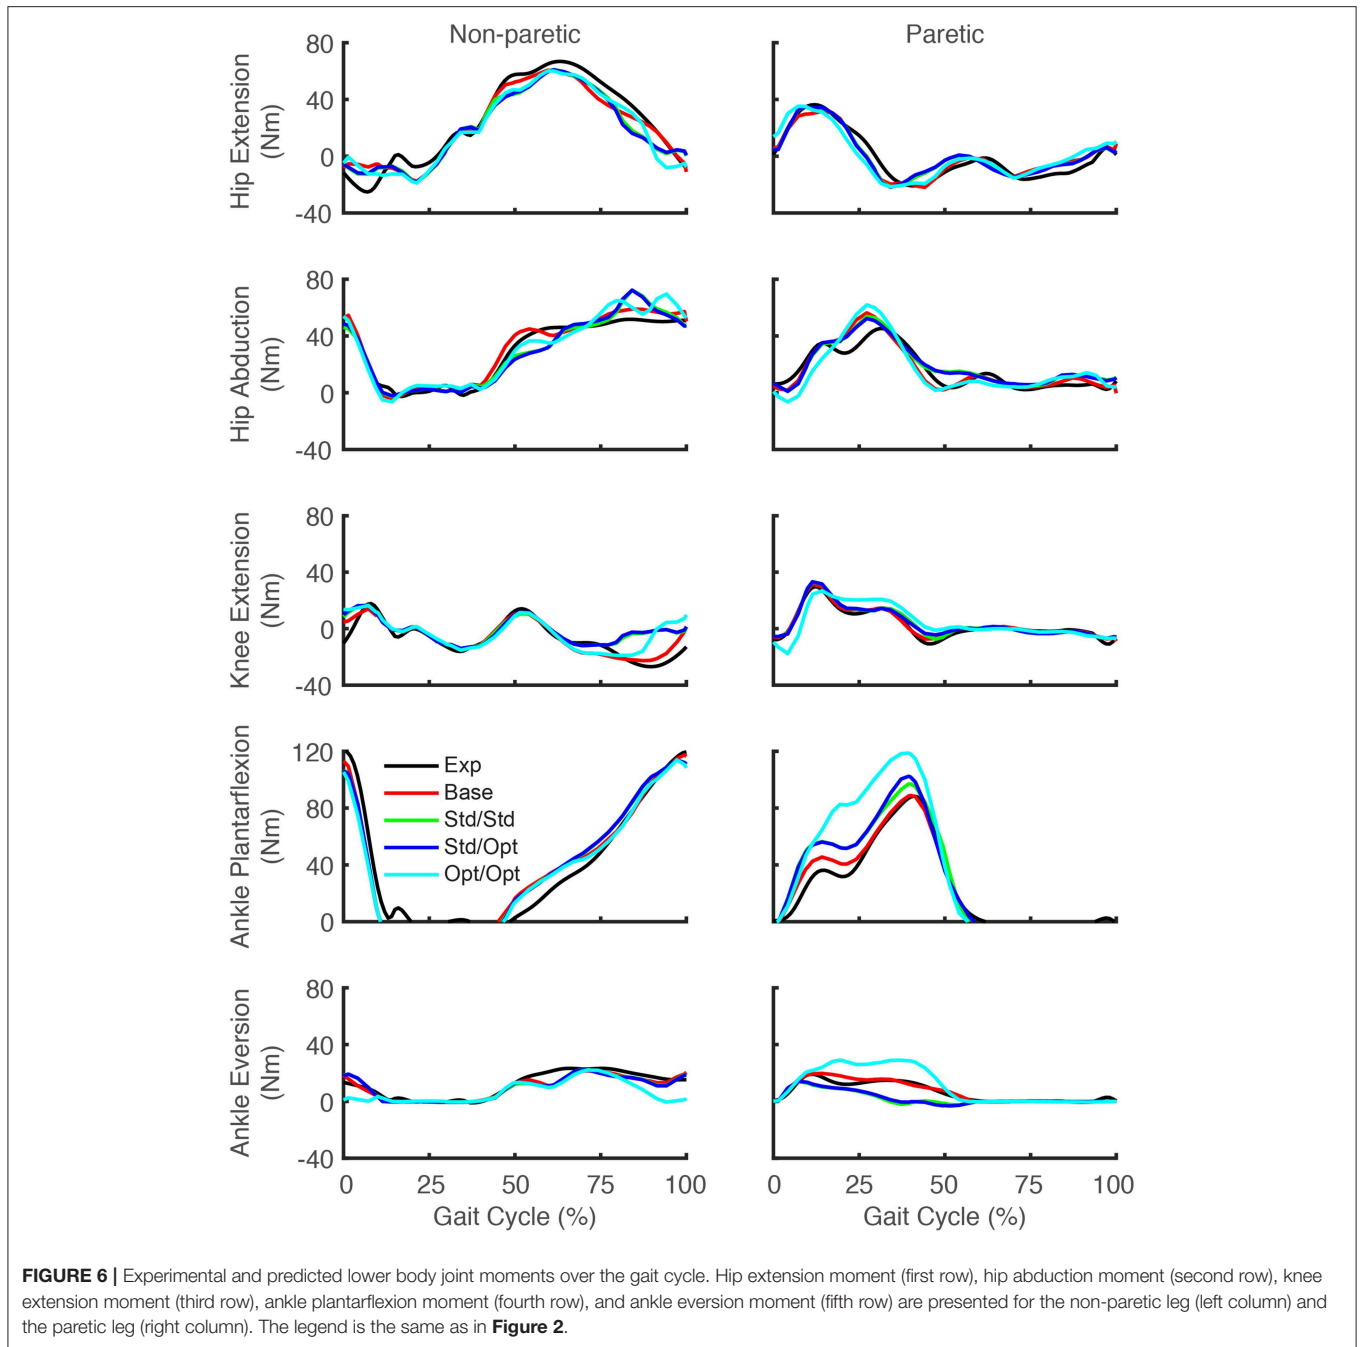 Non-paretic
Paretic
Hip Extension
(Nm)
80
40
0
-40
Hip Abduction
(Nm)
80
40
0
-40
Knee Extension
(Nm)
80
40
0
-40
Ankle Plantarflexion
(Nm)
120
80
40
0
Exp
Base
Std/Std
Std/Opt
Opt/Opt
Ankle Eversion
(Nm)
80
40
0
-40
0 25 50 75 100
0 25 50 75 100
Gait Cycle (%)
Gait Cycle (%)
FIGURE 6 | Experimental and predicted lower body joint moments over the gait cycle. Hip extension moment (first row), hip abduction moment (second row), knee
extension moment (third row), ankle plantarflexion moment (fourth row), and ankle eversion moment (fifth row) are presented for the non-paretic leg (left column) and
the paretic leg (right column). The legend is the same as in Figure 2.